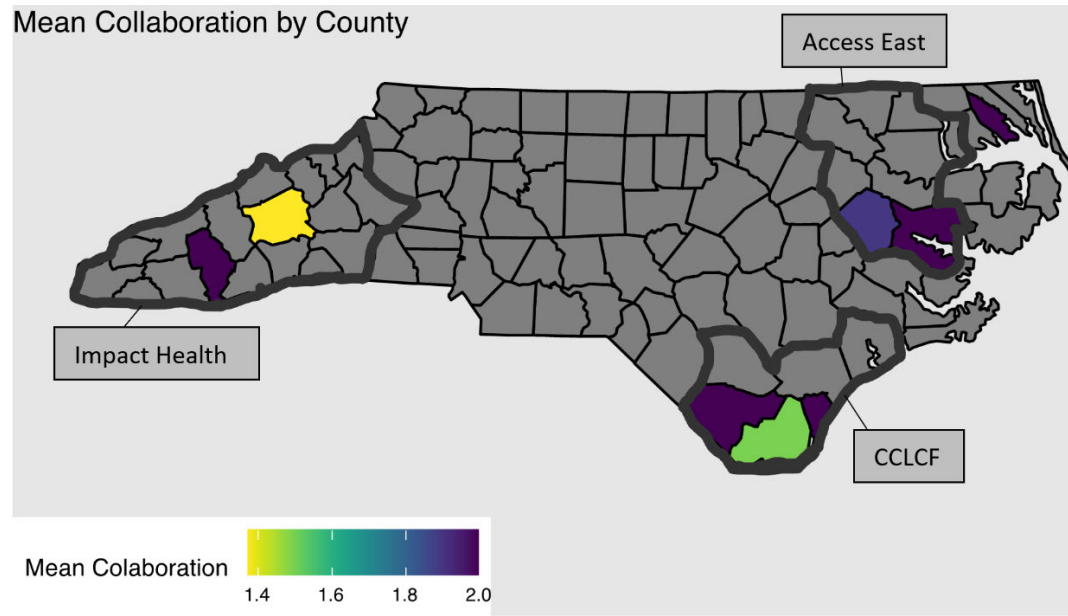 Mean Collaboration by County
Access East
Impact Health
CCLCF
Mean Colaboration
1.4 1.6 1.8 2.0